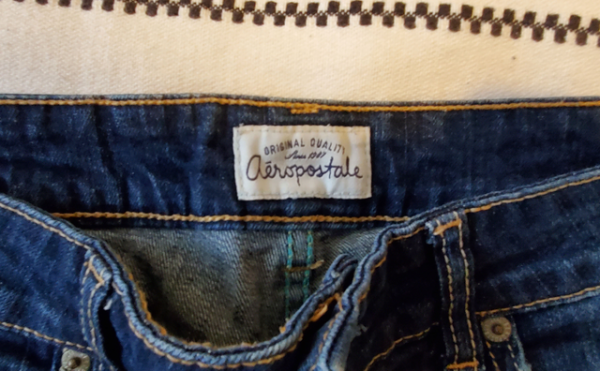 ORIGINAL QUALITY
Since 1987
Aéropostale